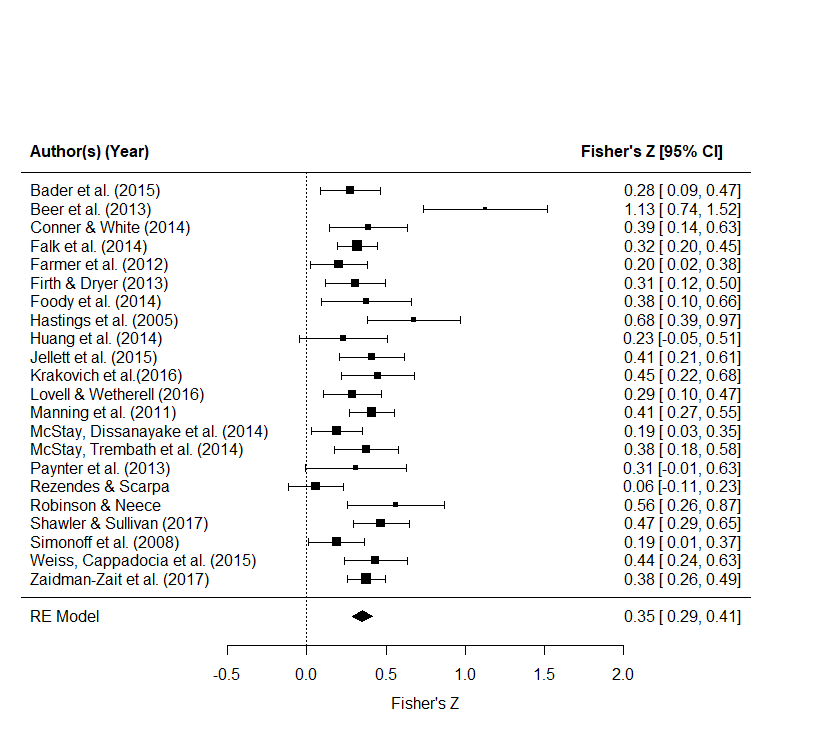 Author(s) (Year) Fisher's Z [95% CI]
Bader et al. (2015) 0.28 [ 0.09, 0.47]
Beer et al. (2013) 1.13 [ 0.74, 1.52]
Conner & White (2014) 0.39 [ 0.14, 0.63]
Falk et al. (2014) 0.32 [ 0.20, 0.45]
Farmer et al. (2012) 0.20 [ 0.02, 0.38]
Firth & Dryer (2013) 0.31 [ 0.12, 0.50]
Foody et al. (2014) 0.38 [ 0.10, 0.66]
Hastings et al. (2005) 0.68 [ 0.39, 0.97]
Huang et al. (2014) 0.23 [-0.05, 0.51]
Jellett et al. (2015) 0.41 [ 0.21, 0.61]
Krakovich et al.(2016) 0.45 [ 0.22, 0.68]
Lovell & Wetherell (2016) 0.29 [ 0.10, 0.47]
Manning et al. (2011) 0.41 [ 0.27, 0.55]
McStay, Dissanayake et al. (2014) 0.19 [ 0.03, 0.35]
McStay, Trembath et al. (2014) 0.38 [ 0.18, 0.58]
Paynter et al. (2013) 0.31 [-0.01, 0.63]
Rezendes & Scarpa 0.06 [-0.11, 0.23]
Robinson & Neece 0.56 [ 0.26, 0.87]
Shawler & Sullivan (2017) 0.47 [ 0.29, 0.65]
Simonoff et al. (2008) 0.19 [ 0.01, 0.37]
Weiss, Cappadocia et al. (2015) 0.44 [ 0.24, 0.63]
Zaidman-Zait et al. (2017) 0.38 [ 0.26, 0.49]
RE Model 0.35 [ 0.29, 0.41]
-0.5 0.0 0.5 1.0 1.5 2.0
Fisher's Z